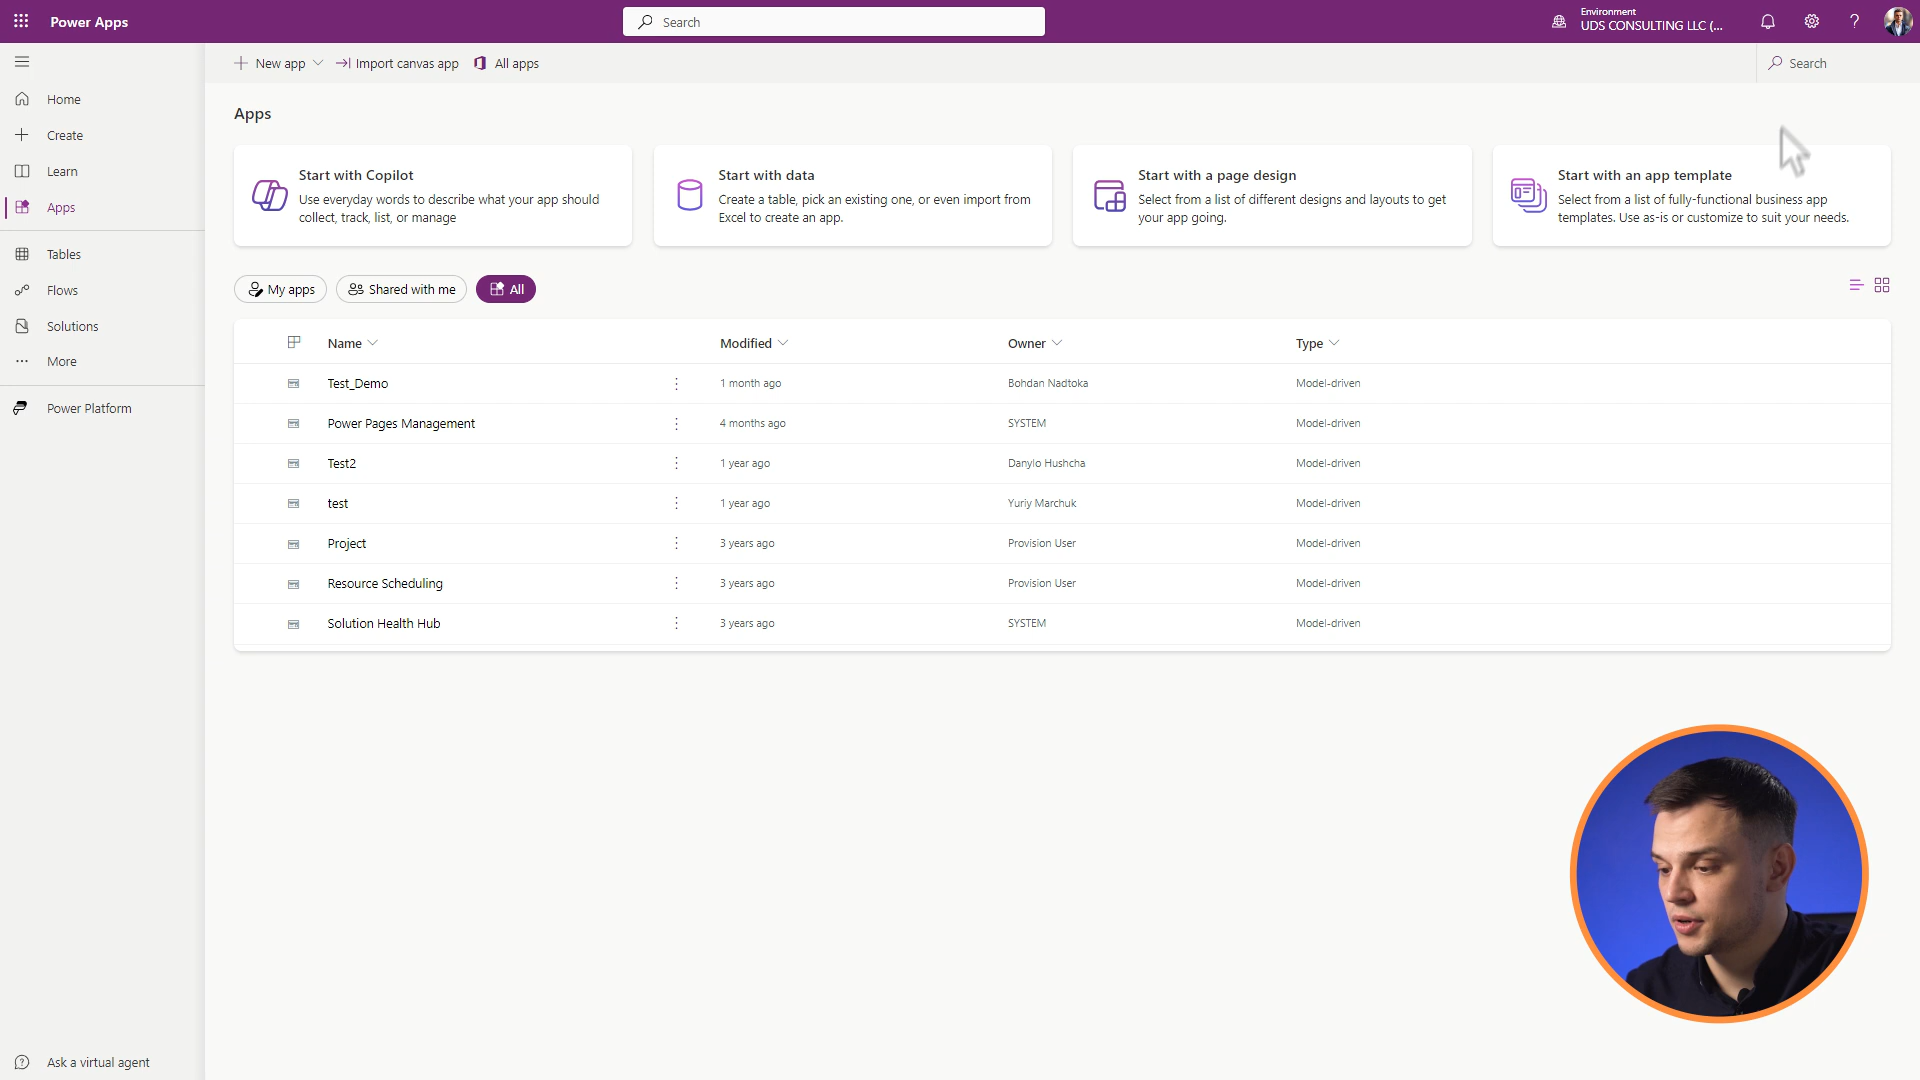 Power Apps
Search
Environment
UDS CONSULTING LLC (...
?
New app
Import canvas app
All apps
Search
Home
Create
Learn
Apps
Tables
Flows
Solutions
More
Power Platform
Ask a virtual agent
Apps
Start with Copilot
Use everyday words to describe what your app should
collect, track, list, or manage
Start with data
Create a table, pick an existing one, or even import from
Excel to create an app.
Start with a page design
Select from a list of different designs and layouts to get
your app going.
Start with an app template
Select from a list of fully-functional business app
templates. Use as-is or customize to suit your needs.
My apps
Shared with me
All
Name Modified Owner Type
Test_Demo 1 month ago Bohdan Nadtoka Model-driven
Power Pages Management 4 months ago SYSTEM Model-driven
Test2 1 year ago Danylo Hushcha Model-driven
test 1 year ago Yuriy Marchuk Model-driven
Project 3 years ago Provision User Model-driven
Resource Scheduling 3 years ago Provision User Model-driven
Solution Health Hub 3 years ago SYSTEM Model-driven